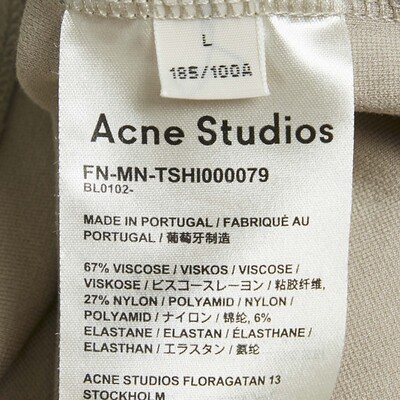 L
185/100A
Acne Studios
FN-MN-TSHI000079
BL0102-
MADE IN PORTUGAL / FABRIQUÉ AU
PORTUGAL / 葡萄牙制造
67% VISCOSE / VISKOS / VISCOSE /
VISKOSE / ビスコースレーヨン / 粘胶纤维,
27% NYLON / POLYAMID / NYLON /
POLYAMID / ナイロン / 锦纶, 6%
ELASTANE / ELASTAN / ÉLASTHANE /
ELASTHAN / エラスタン / 氨纶
ACNE STUDIOS FLORAGATAN 13
STOCKHOLM